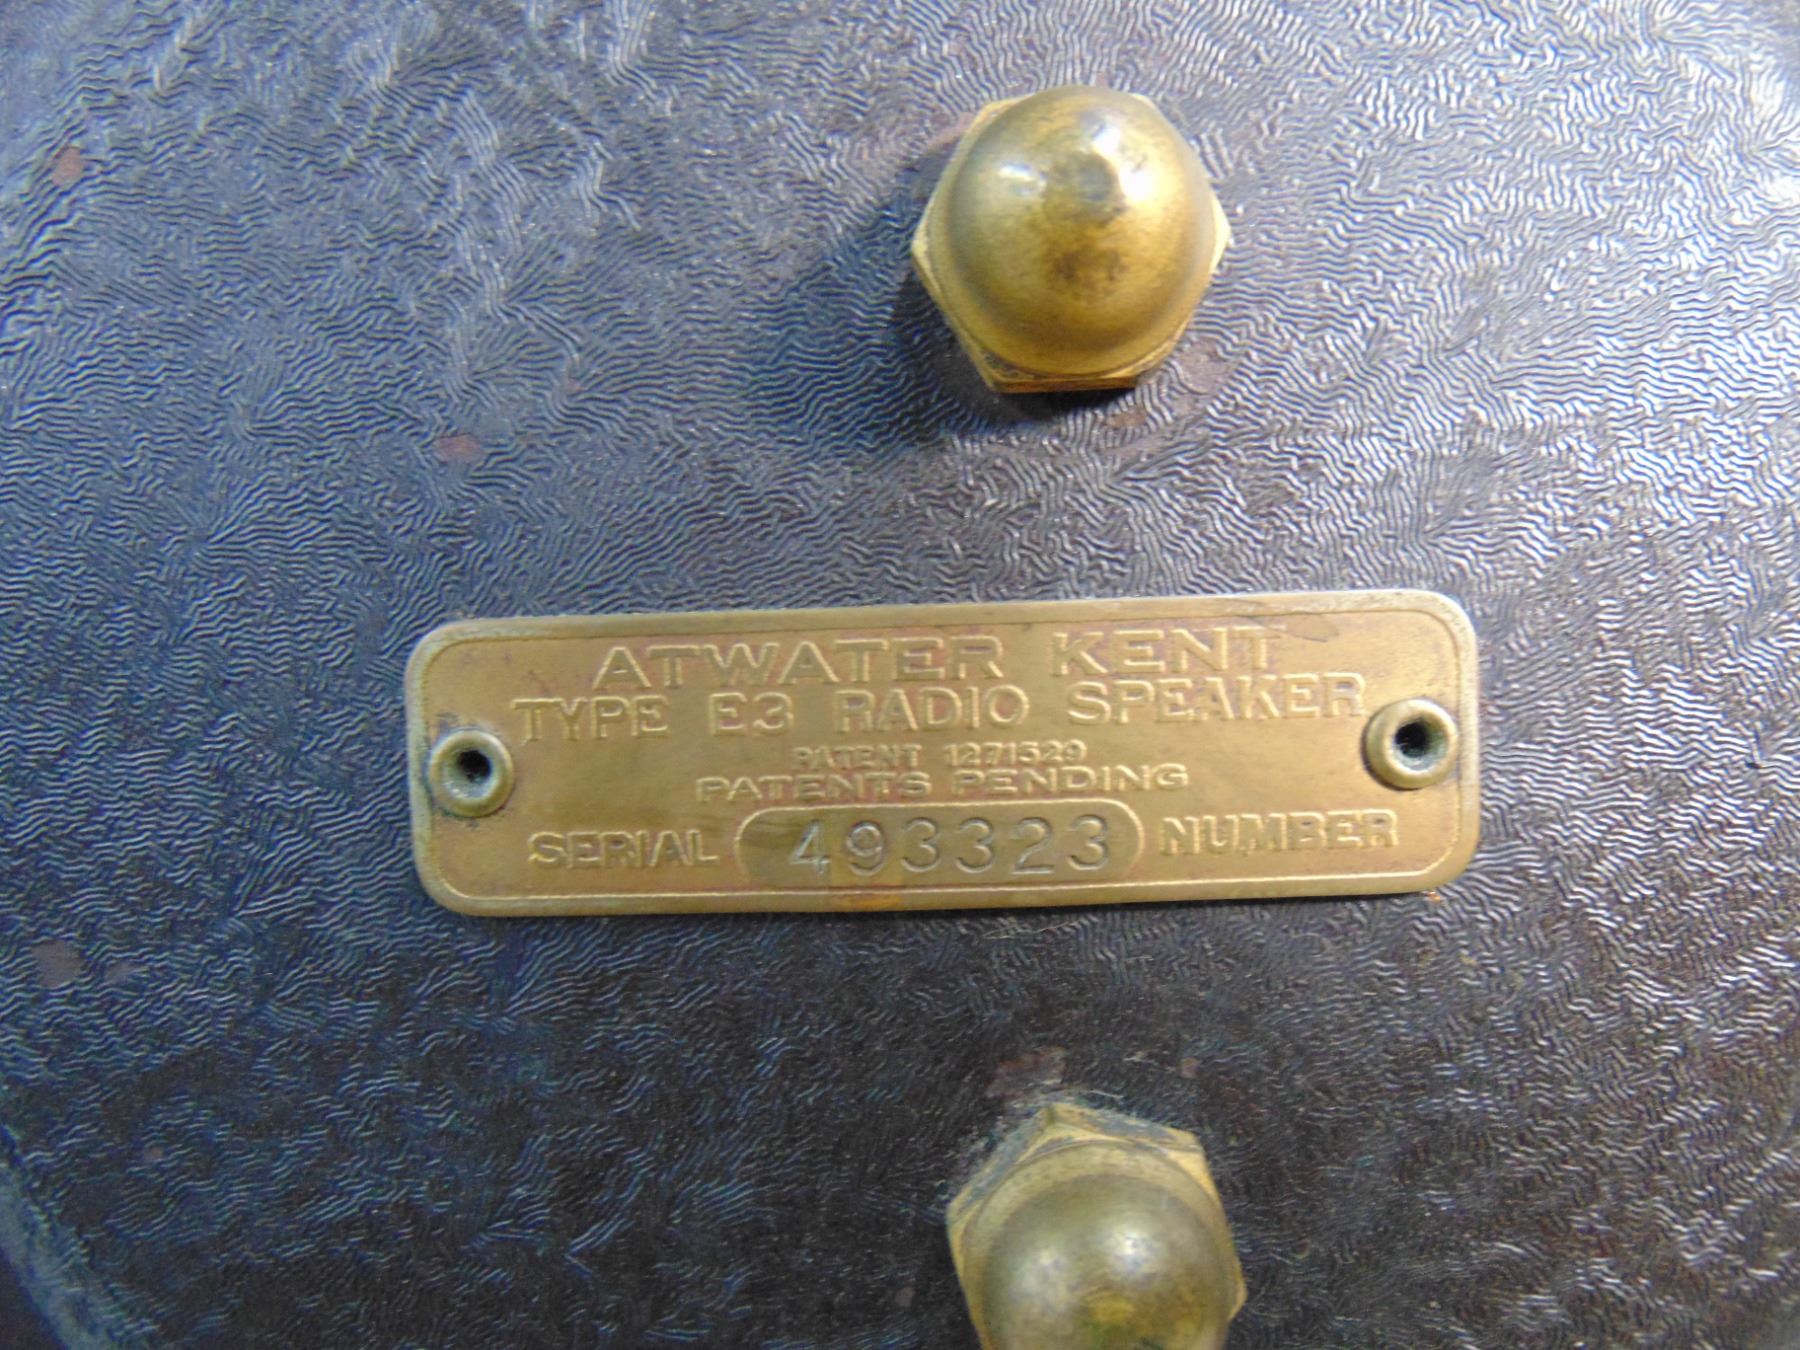 ATWATER KENT
TYPE E3 RADIO SPEAKER
PATENT 1271529
PATENTS PENDING
SERIAL 493323 NUMBER